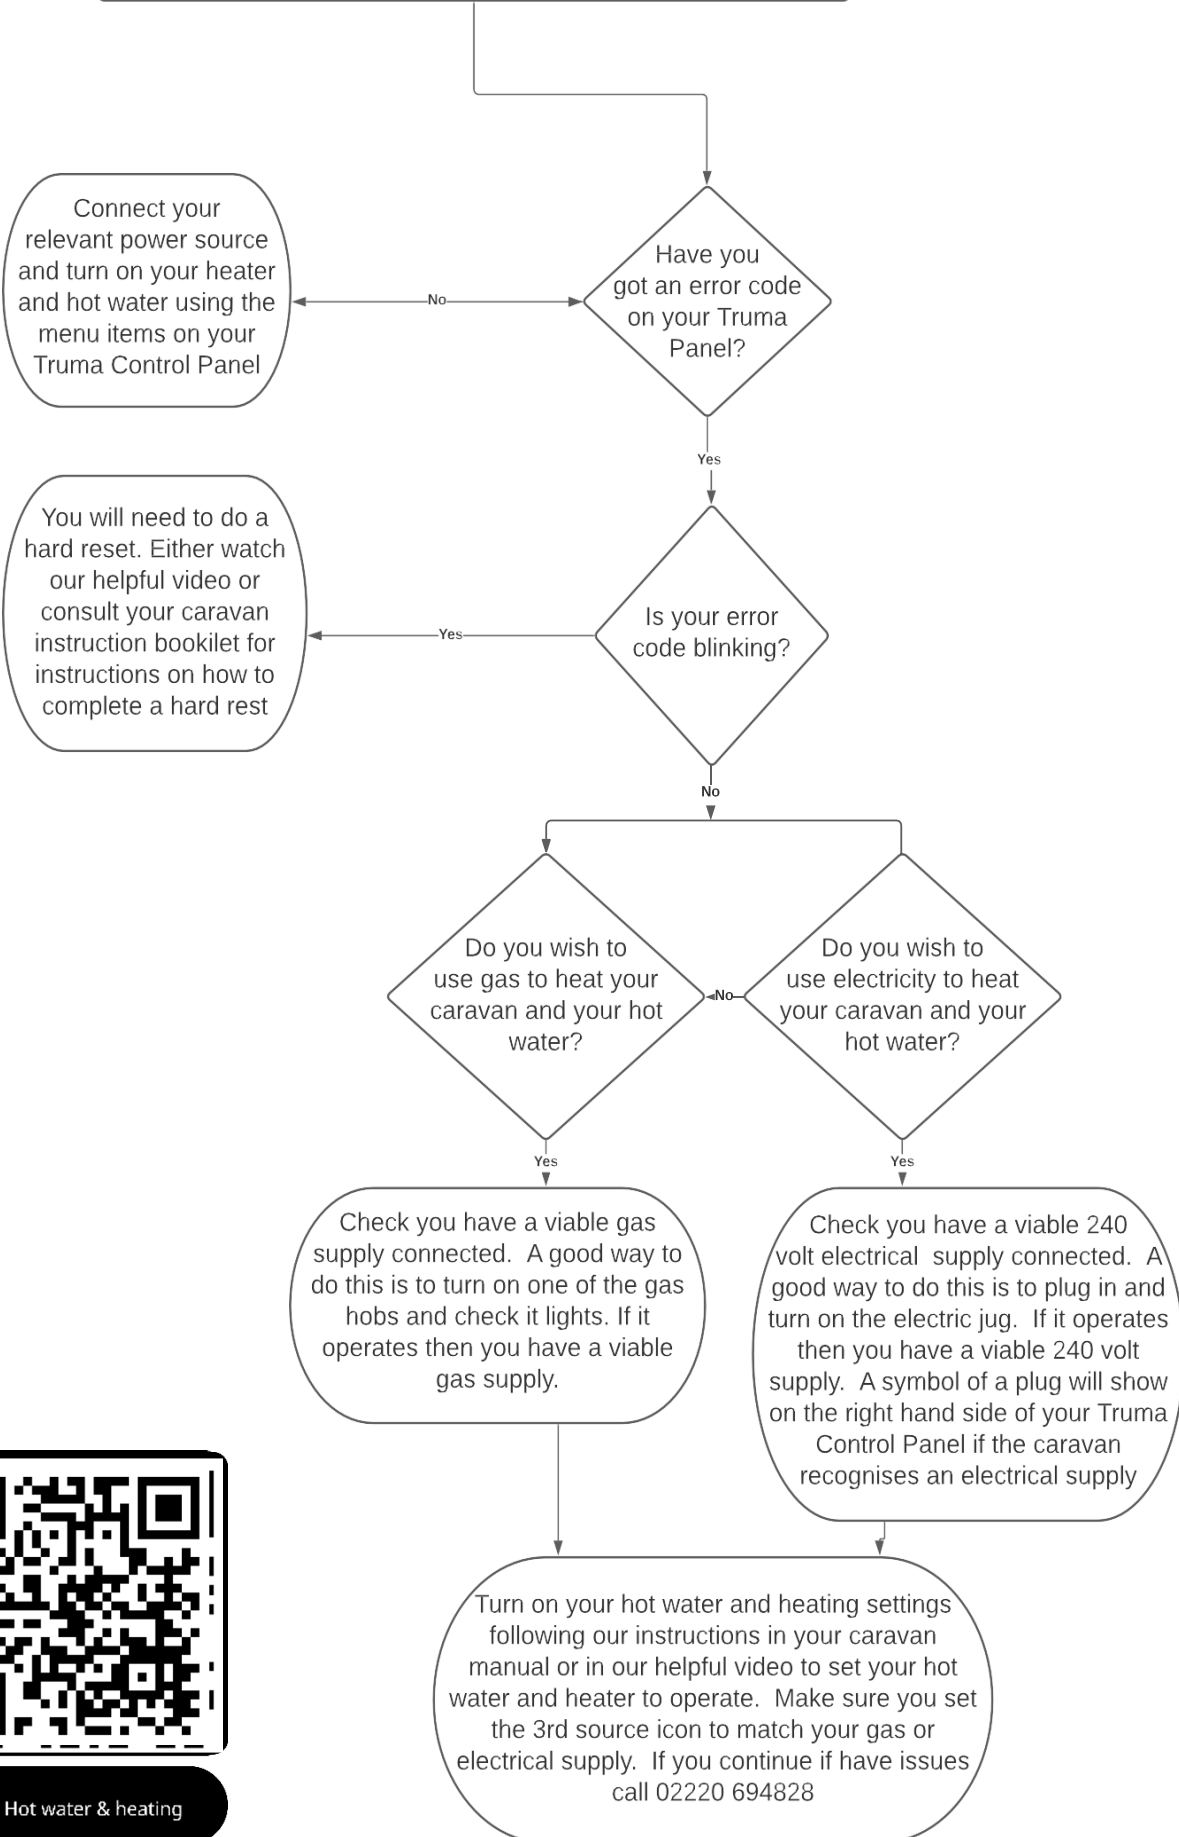 Have you
got an error code
on your Truma
Panel?
No
Connect your
relevant power source
and turn on your heater
and hot water using the
menu items on your
Truma Control Panel
Yes
Is your error
code blinking?
Yes
You will need to do a
hard reset. Either watch
our helpful video or
consult your caravan
instruction bookilet for
instructions on how to
complete a hard rest
No
Do you wish to
use gas to heat your
caravan and your hot
water?
No
Do you wish to
use electricity to heat
your caravan and your
hot water?
Yes
Yes
Check you have a viable gas
supply connected.  A good way to
do this is to turn on one of the gas
hobs and check it lights. If it
operates then you have a viable
gas supply.
Check you have a viable 240
volt electrical  supply connected.  A
good way to do this is to plug in and
turn on the electric jug.  If it operates
then you have a viable 240 volt
supply.  A symbol of a plug will show
on the right hand side of your Truma
Control Panel if the caravan
recognises an electrical supply
Turn on your hot water and heating settings
following our instructions in your caravan
manual or in our helpful video to set your hot
water and heater to operate.  Make sure you set
the 3rd source icon to match your gas or
electrical supply.  If you continue if have issues
call 02220 694828
Hot water & heating